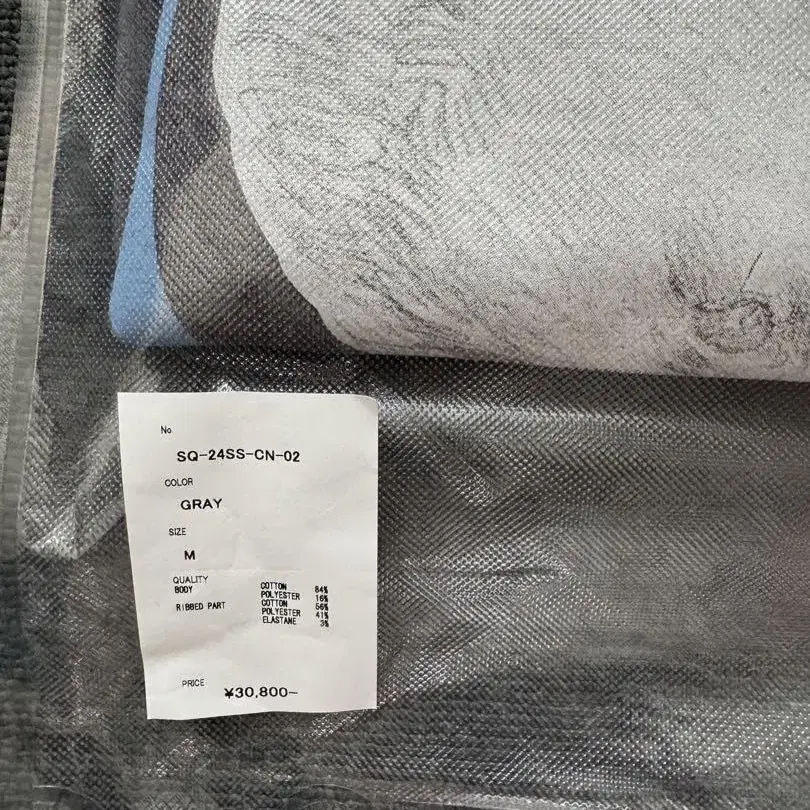 No
SQ-24SS-CN-02
COLOR
GRAY
SIZE
M
QUALITY
BODY COTTON 84%
POLYESTER 16%
RIBBED PART COTTON 56%
POLYESTER 41%
ELASTANE 3%
PRICE
¥30,800-